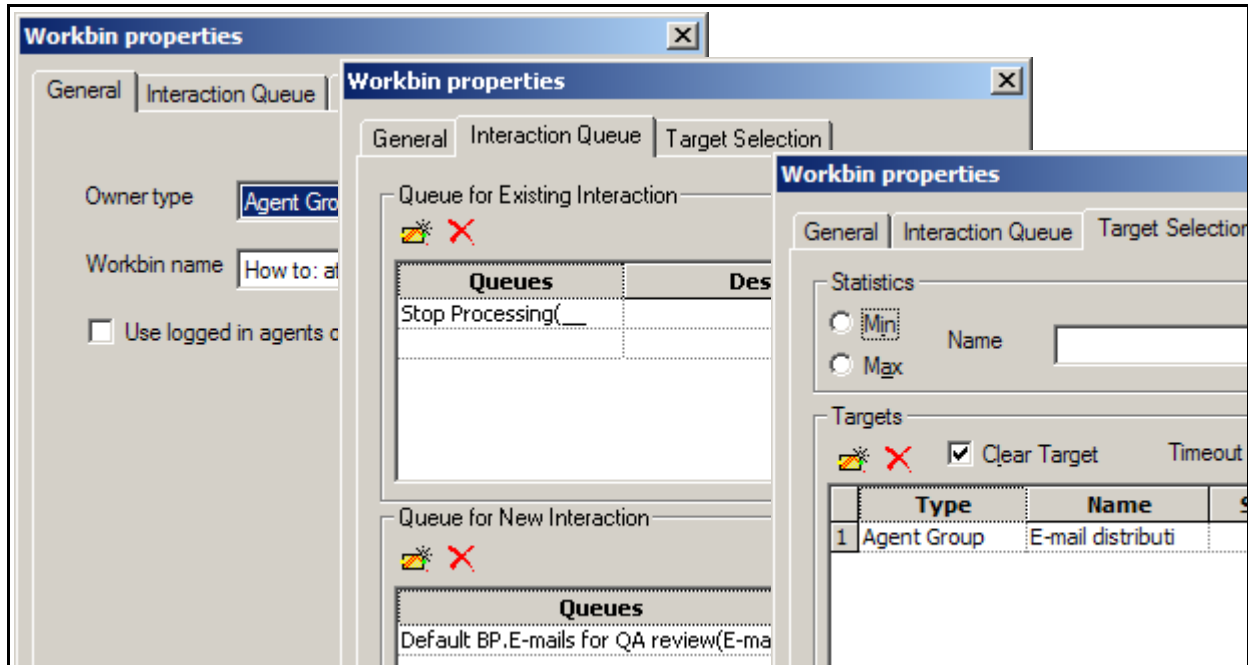 Workbin properties
General
Interaction Queue
Owner type
Agent Gro
Workbin name
How to: at
Use logged in agents o
Workbin properties
General
Interaction Queue
Target Selection
Queue for Existing Interaction
Queues
Des
Stop Processing(__
Queue for New Interaction
Queues
Default BP.E-mails for QA review(E-ma
Workbin properties
General
Interaction Queue
Target Selection
Statistics
Min
Max
Name
Targets
Clear Target
Timeout
Type
Name
S
1
Agent Group
E-mail distributi